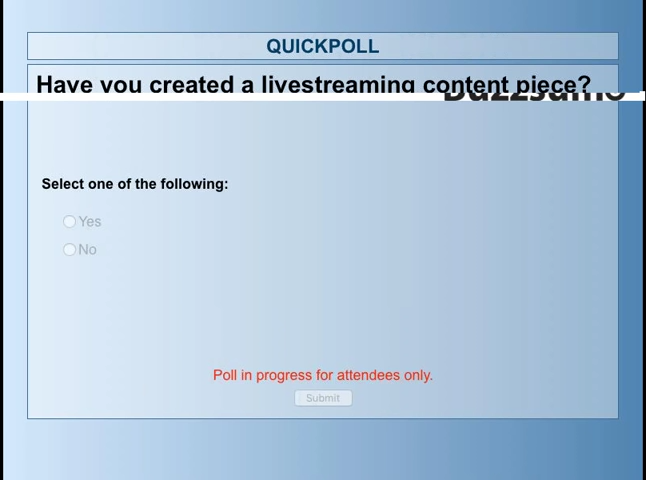 QUICKPOLL
Have you created a livestreaming content piece?
Select one of the following:
Yes
No
Poll in progress for attendees only.
Submit